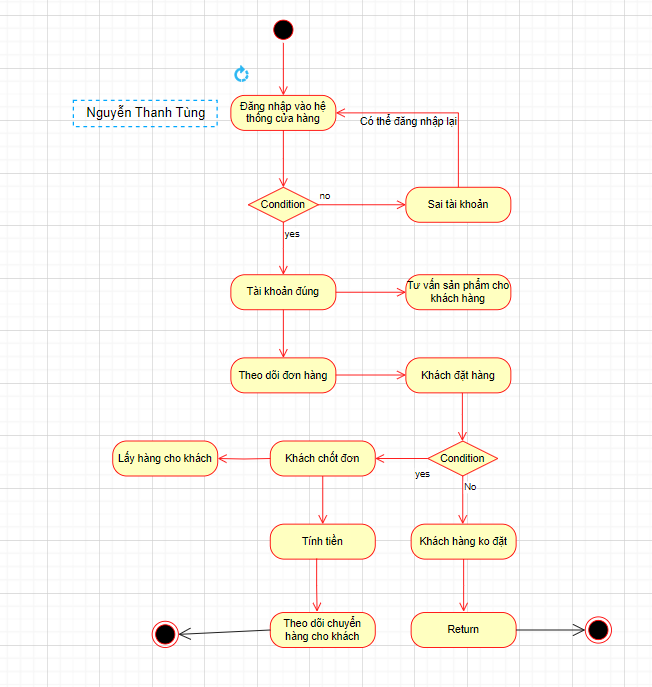 Đăng nhập vào hệ
thống cửa hàng
Nguyễn Thanh Tùng
Có thể đăng nhập lại
Condition
no
Sai tài khoản
yes
Tài khoản đúng
Tư vấn sản phẩm cho
khách hàng
Theo dõi đơn hàng
Khách đặt hàng
Lấy hàng cho khách
Khách chốt đơn
Condition
yes
No
Tính tiền
Khách hàng ko đặt
Theo dõi chuyển
hàng cho khách
Return